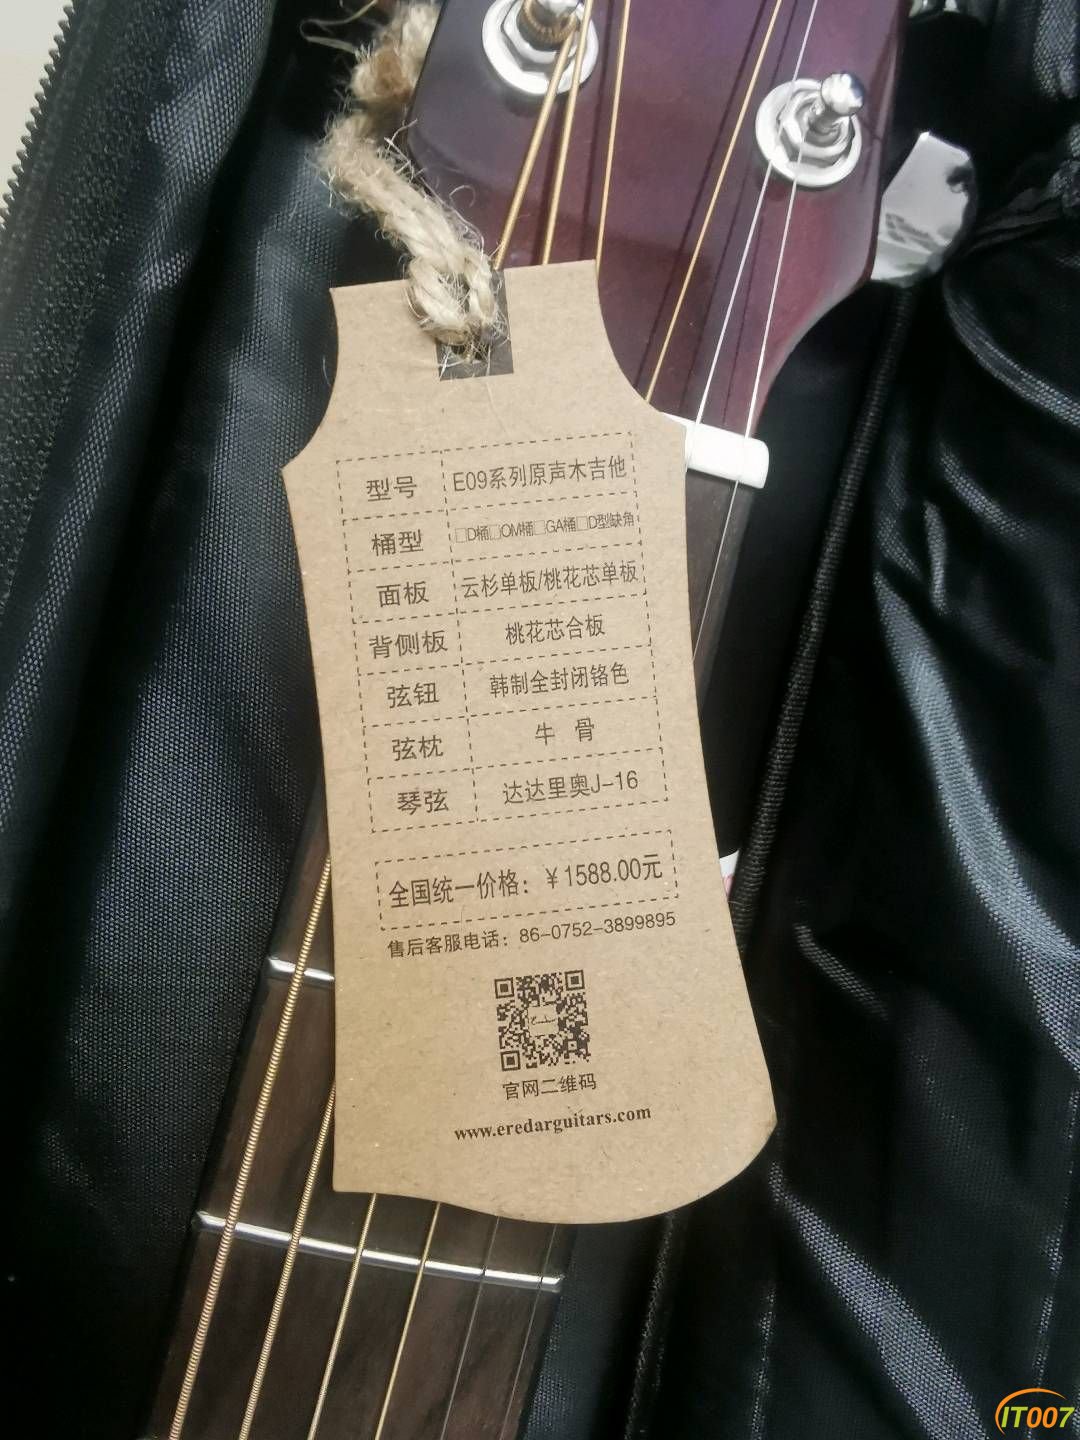 型号 E09系列原声木吉他
桶型 □D桶□OM桶□GA桶□D型缺角
面板 云杉单板/桃花芯单板
背侧板 桃花芯合板
弦钮 韩制全封闭铬色
弦枕 牛 骨
琴弦 达达里奥J-16
全国统一价格：￥1588.00元
售后客服电话：86-0752-3899895
官网二维码
www.eredarguitars.com
IT007